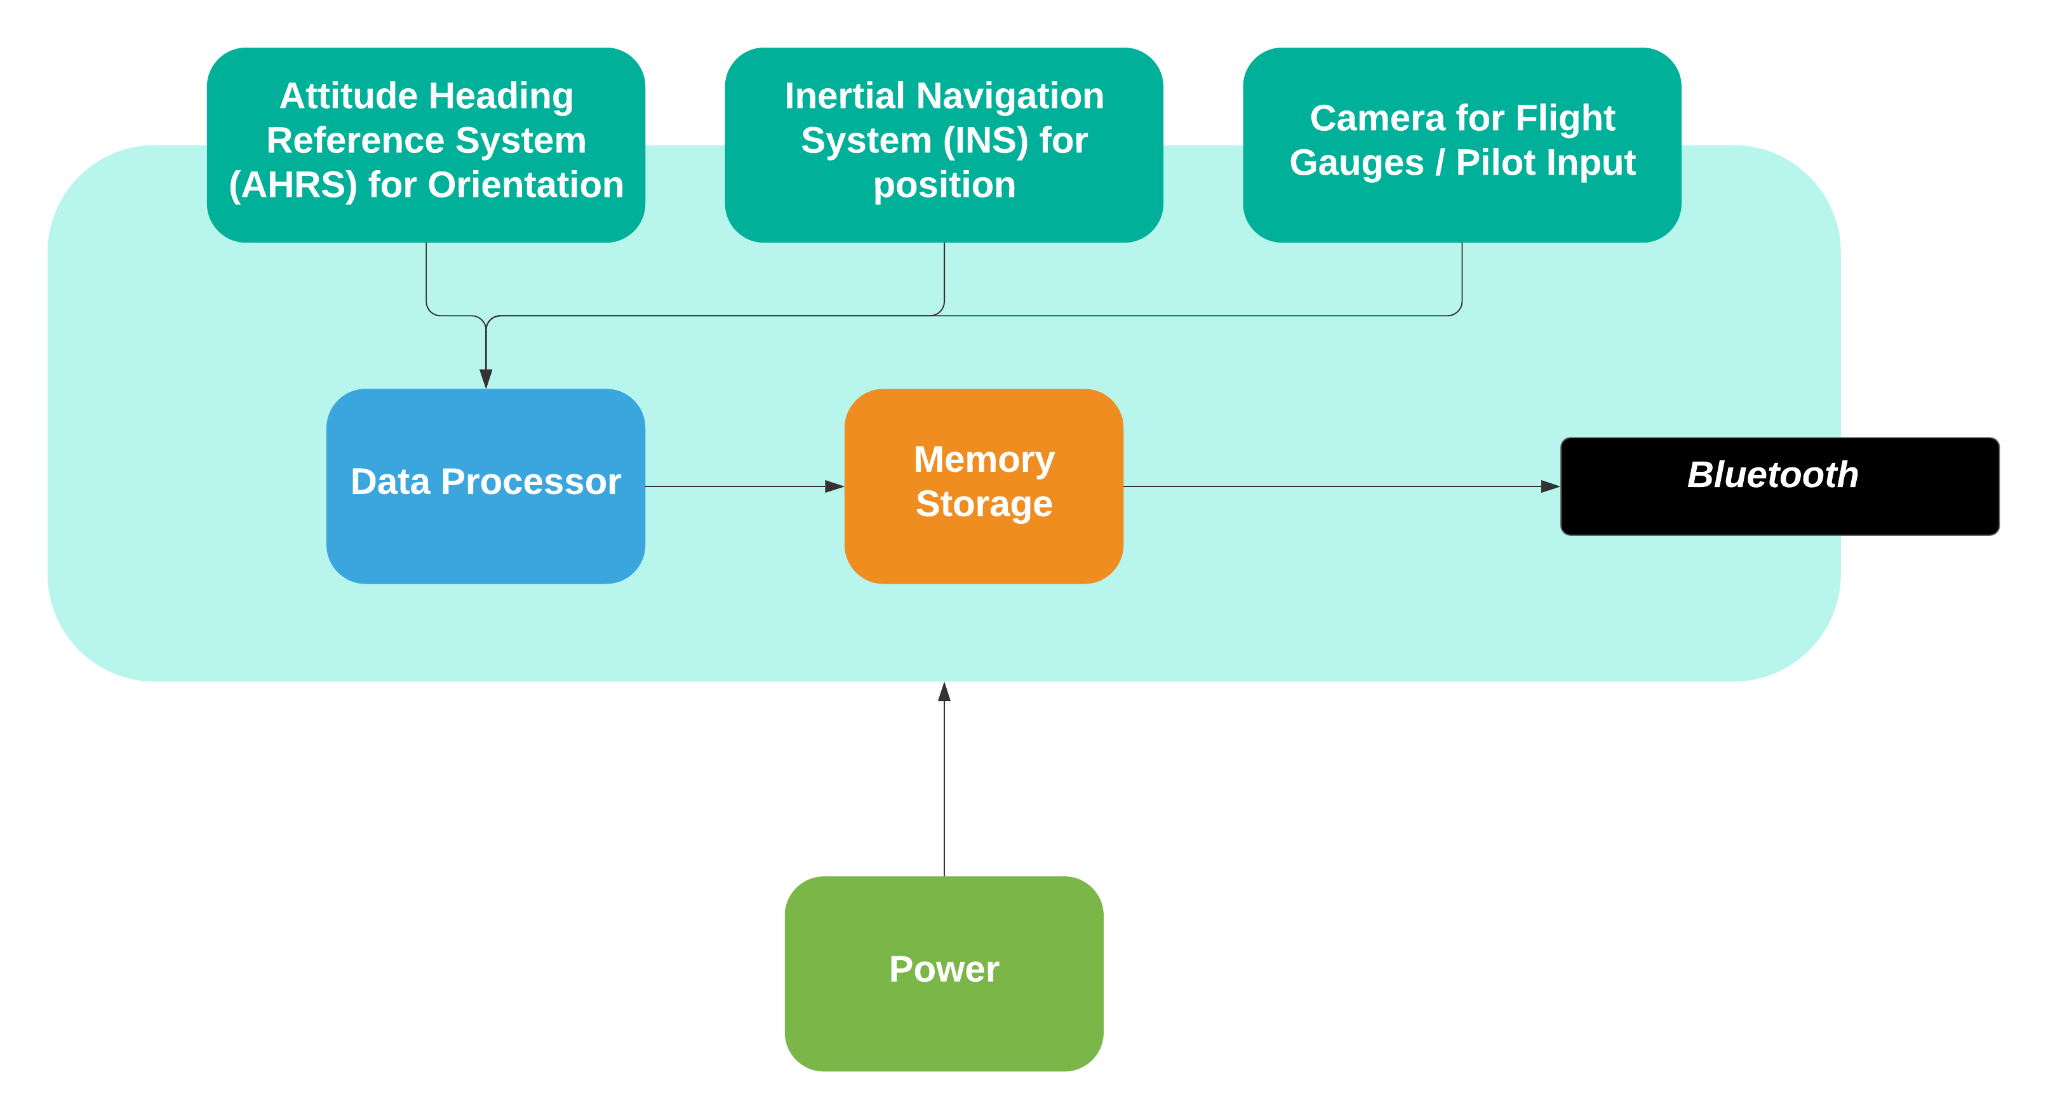 Attitude Heading
Reference System
(AHRS) for Orientation
Inertial Navigation
System (INS) for
position
Camera for Flight
Gauges / Pilot Input
Data Processor
Memory
Storage
Bluetooth
Power